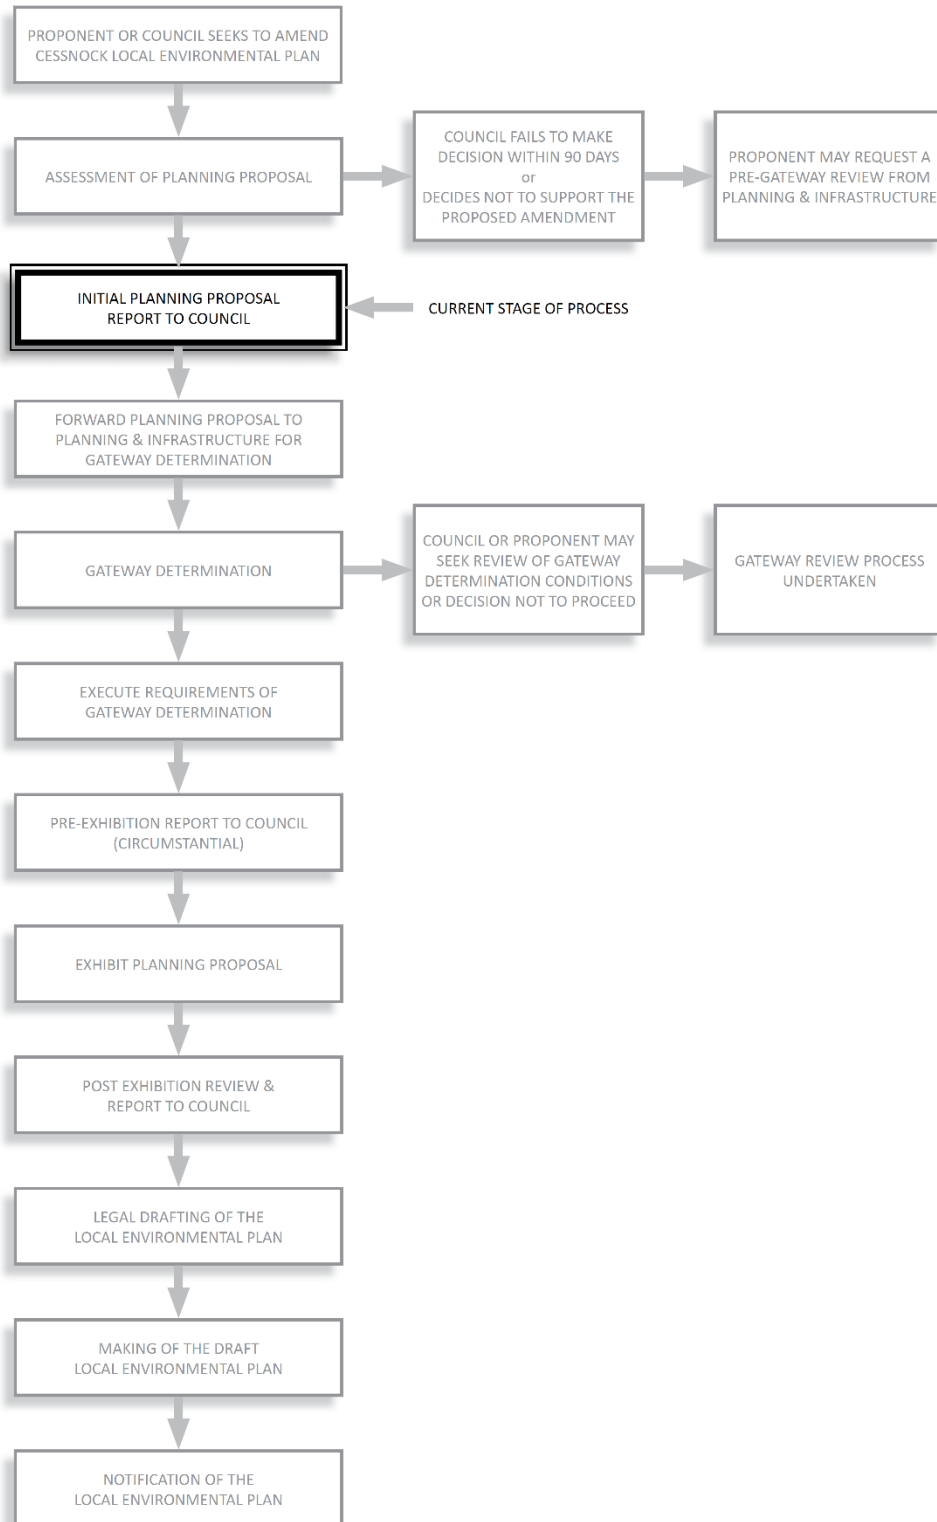 PROPONENT OR COUNCIL SEEKS TO AMEND
CESSNOCK LOCAL ENVIRONMENTAL PLAN
ASSESSMENT OF PLANNING PROPOSAL
COUNCIL FAILS TO MAKE
DECISION WITHIN 90 DAYS
or
DECIDES NOT TO SUPPORT THE
PROPOSED AMENDMENT
PROPONENT MAY REQUEST A
PRE-GATEWAY REVIEW FROM
PLANNING & INFRASTRUCTURE
INITIAL PLANNING PROPOSAL
REPORT TO COUNCIL
CURRENT STAGE OF PROCESS
FORWARD PLANNING PROPOSAL TO
PLANNING & INFRASTRUCTURE FOR
GATEWAY DETERMINATION
GATEWAY DETERMINATION
COUNCIL OR PROPONENT MAY
SEEK REVIEW OF GATEWAY
DETERMINATION CONDITIONS
OR DECISION NOT TO PROCEED
GATEWAY REVIEW PROCESS
UNDERTAKEN
EXECUTE REQUIREMENTS OF
GATEWAY DETERMINATION
PRE-EXHIBITION REPORT TO COUNCIL
(CIRCUMSTANTIAL)
EXHIBIT PLANNING PROPOSAL
POST EXHIBITION REVIEW &
REPORT TO COUNCIL
LEGAL DRAFTING OF THE
LOCAL ENVIRONMENTAL PLAN
MAKING OF THE DRAFT
LOCAL ENVIRONMENTAL PLAN
NOTIFICATION OF THE
LOCAL ENVIRONMENTAL PLAN